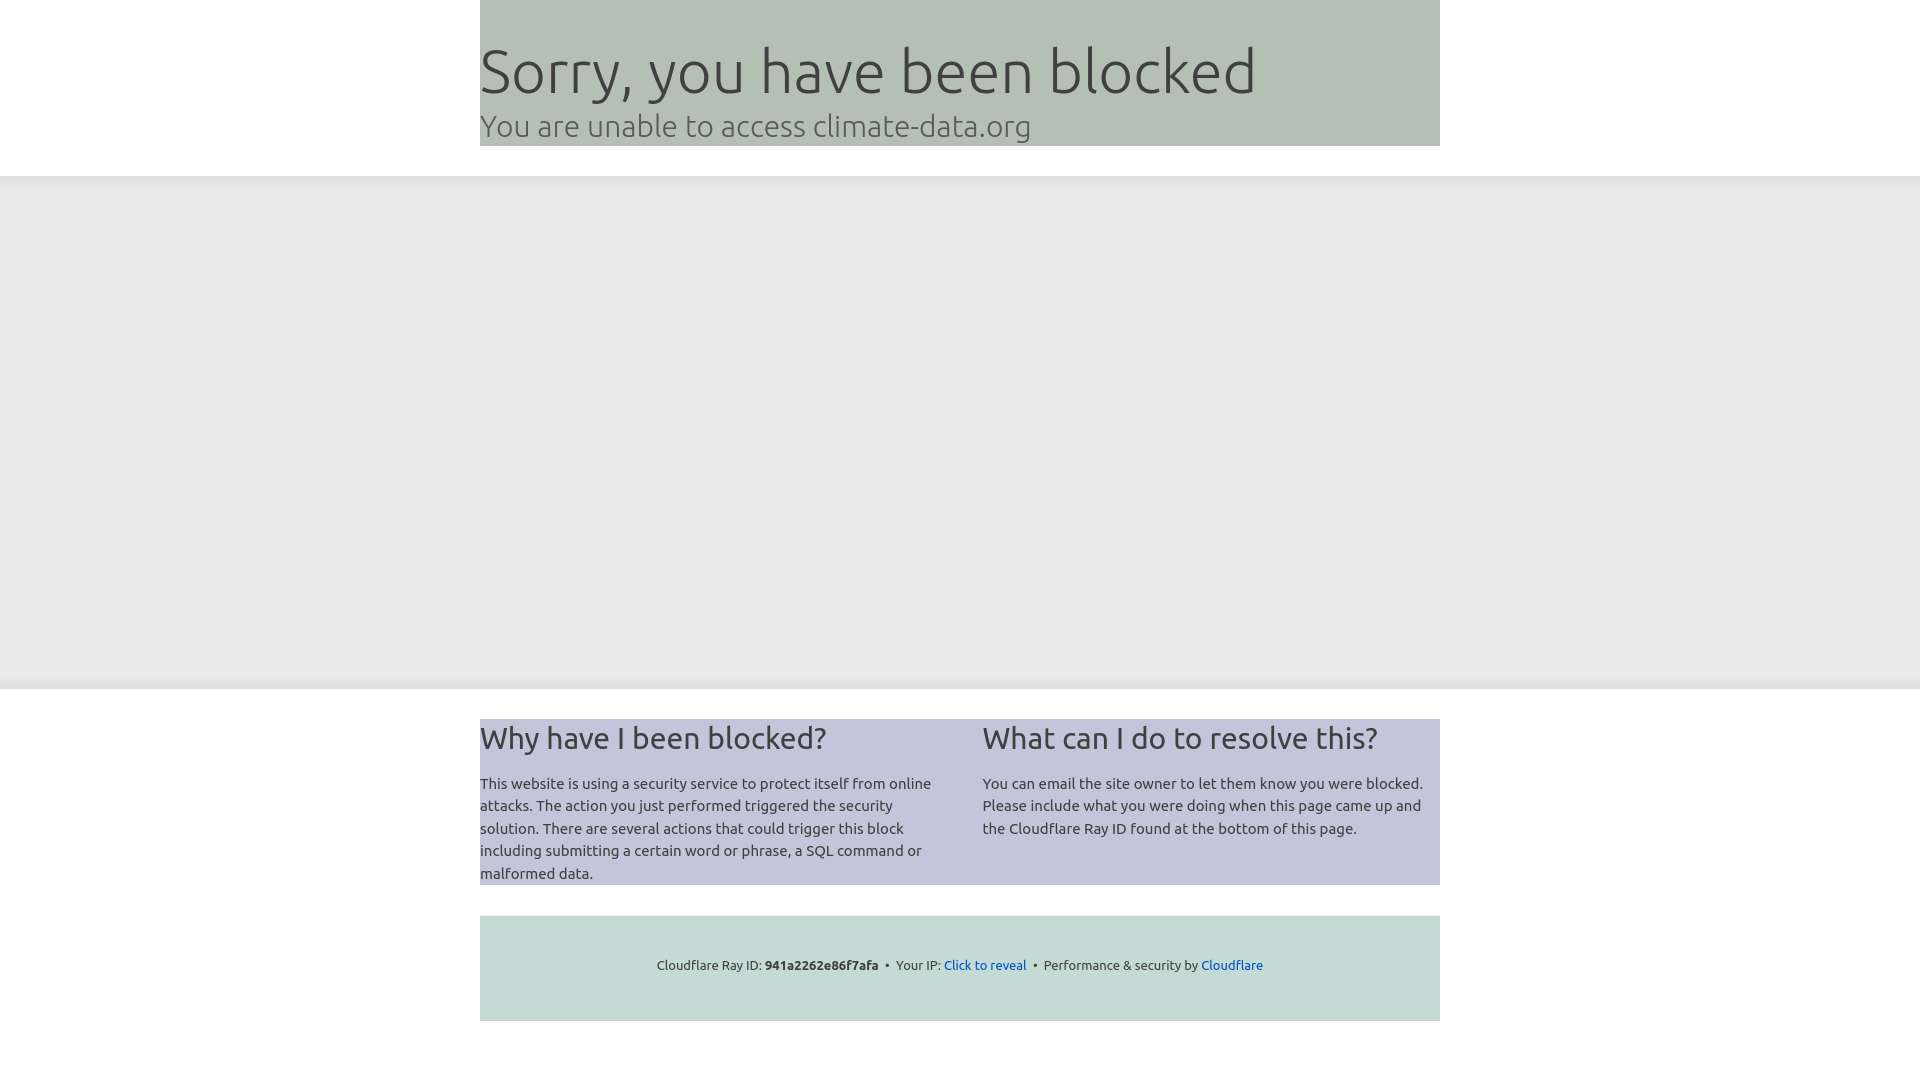 Sorry, you have been blocked
You are unable to access climate-data.org
Why have I been blocked?
This website is using a security service to protect itself from online
attacks. The action you just performed triggered the security
solution. There are several actions that could trigger this block
including submitting a certain word or phrase, a SQL command or
malformed data.
What can I do to resolve this?
You can email the site owner to let them know you were blocked.
Please include what you were doing when this page came up and
the Cloudflare Ray ID found at the bottom of this page.
Cloudflare Ray ID: 941a2262e86f7afa • Your IP: Click to reveal • Performance & security by Cloudflare